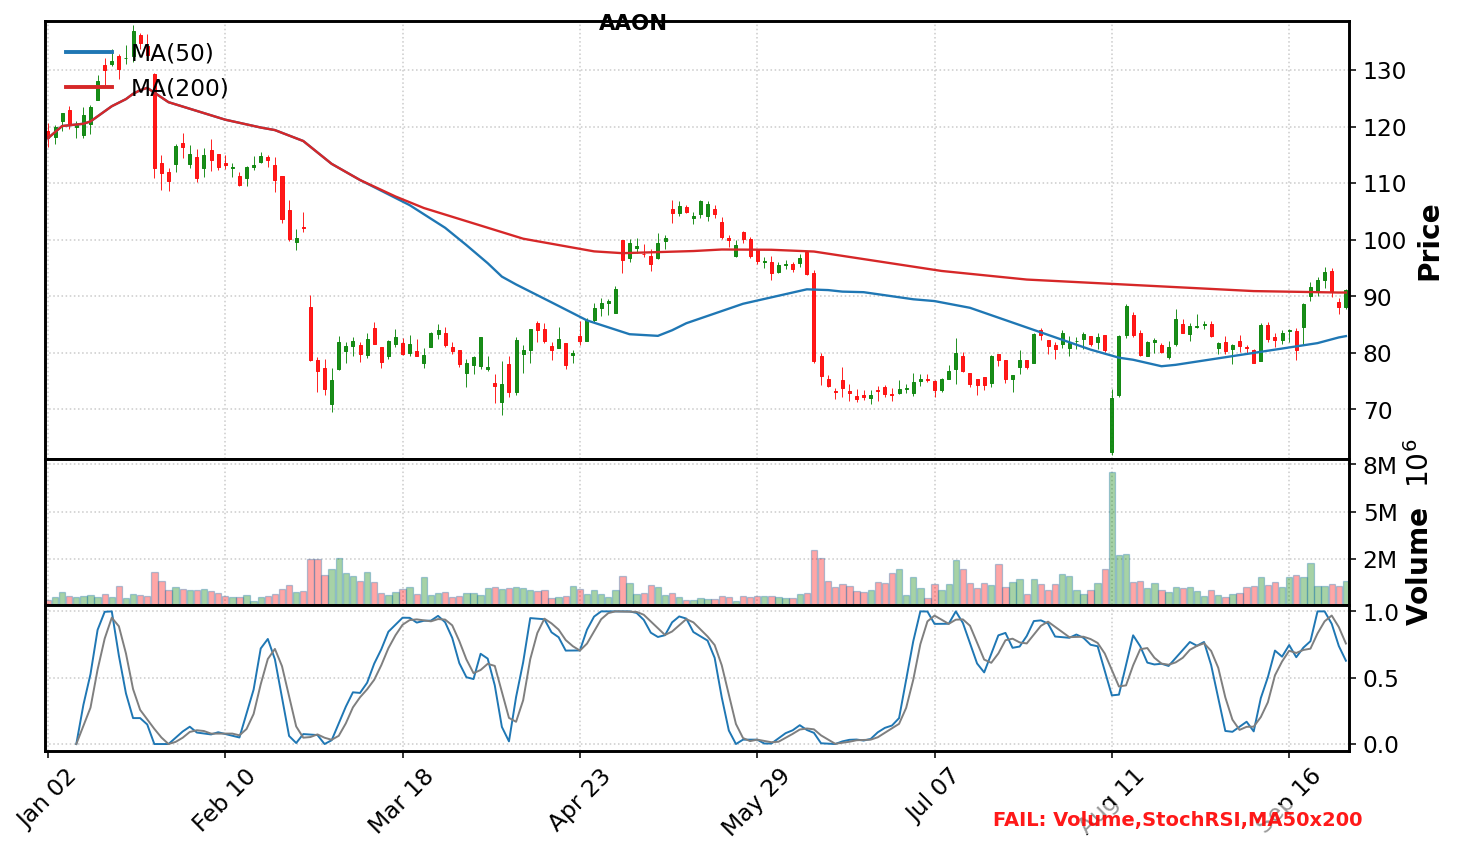 AAON
MA(50)
MA(200)
130
120
110
100
90
80
70
Price
8M
5M
2M
Volume 10^6
1.0
0.5
0.0
Jan 02
Feb 10
Mar 18
Apr 23
May 29
Jul 07
Aug 11
Sep 16
FAIL: Volume,StochRSI,MA50x200